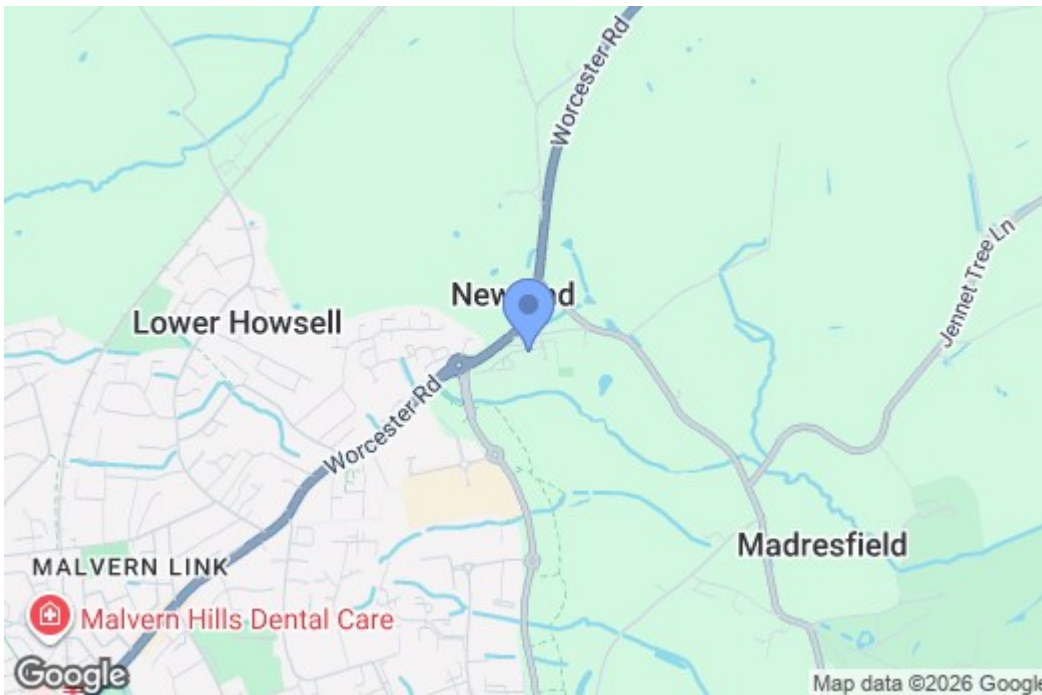 Worcester Rd
Jennet Tree Ln
Lower Howsell
Worcester Rd
Madresfield
MALVERN LINK
Malvern Hills Dental Care
Google
Map data ©2026 Google